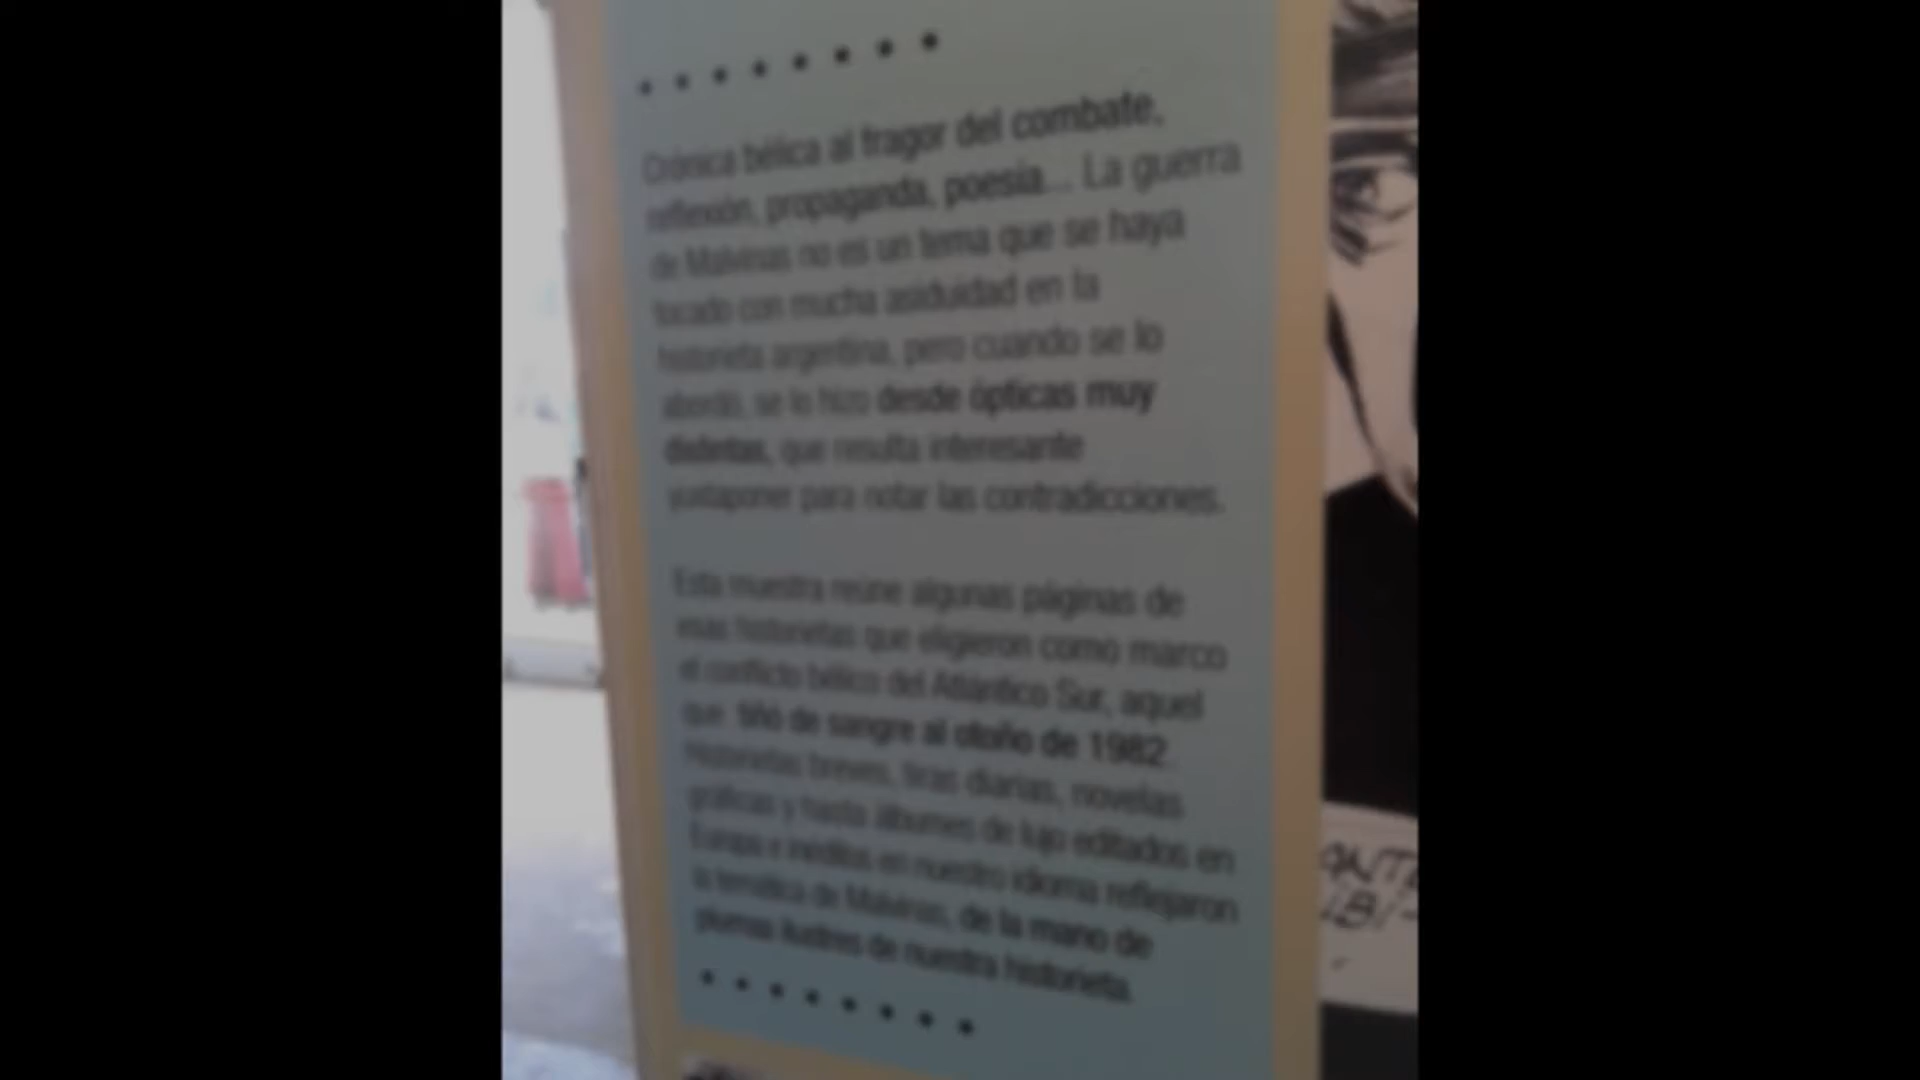 Crónica bélica al fragor del combate,
reflexión, propaganda, poesía... La guerra
de Malvinas no es un tema que se haya
tocado con mucha asiduidad en la
historieta argentina, pero cuando se lo
abordó, se lo hizo desde ópticas muy
distintas, que resulta interesante
yuxtaponer para notar las contradicciones.
Esta muestra reúne algunas páginas de
esas historietas que eligieron como marco
el conflicto bélico del Atlántico Sur, aquel
que tiñó de sangre al otoño de 1982.
Historietas breves, tiras diarias, novelas
gráficas y hasta álbumes de lujo editados en
Europa e inéditos en nuestro idioma reflejaron
la temática de Malvinas, de la mano de
plumas ilustres de nuestra historieta.